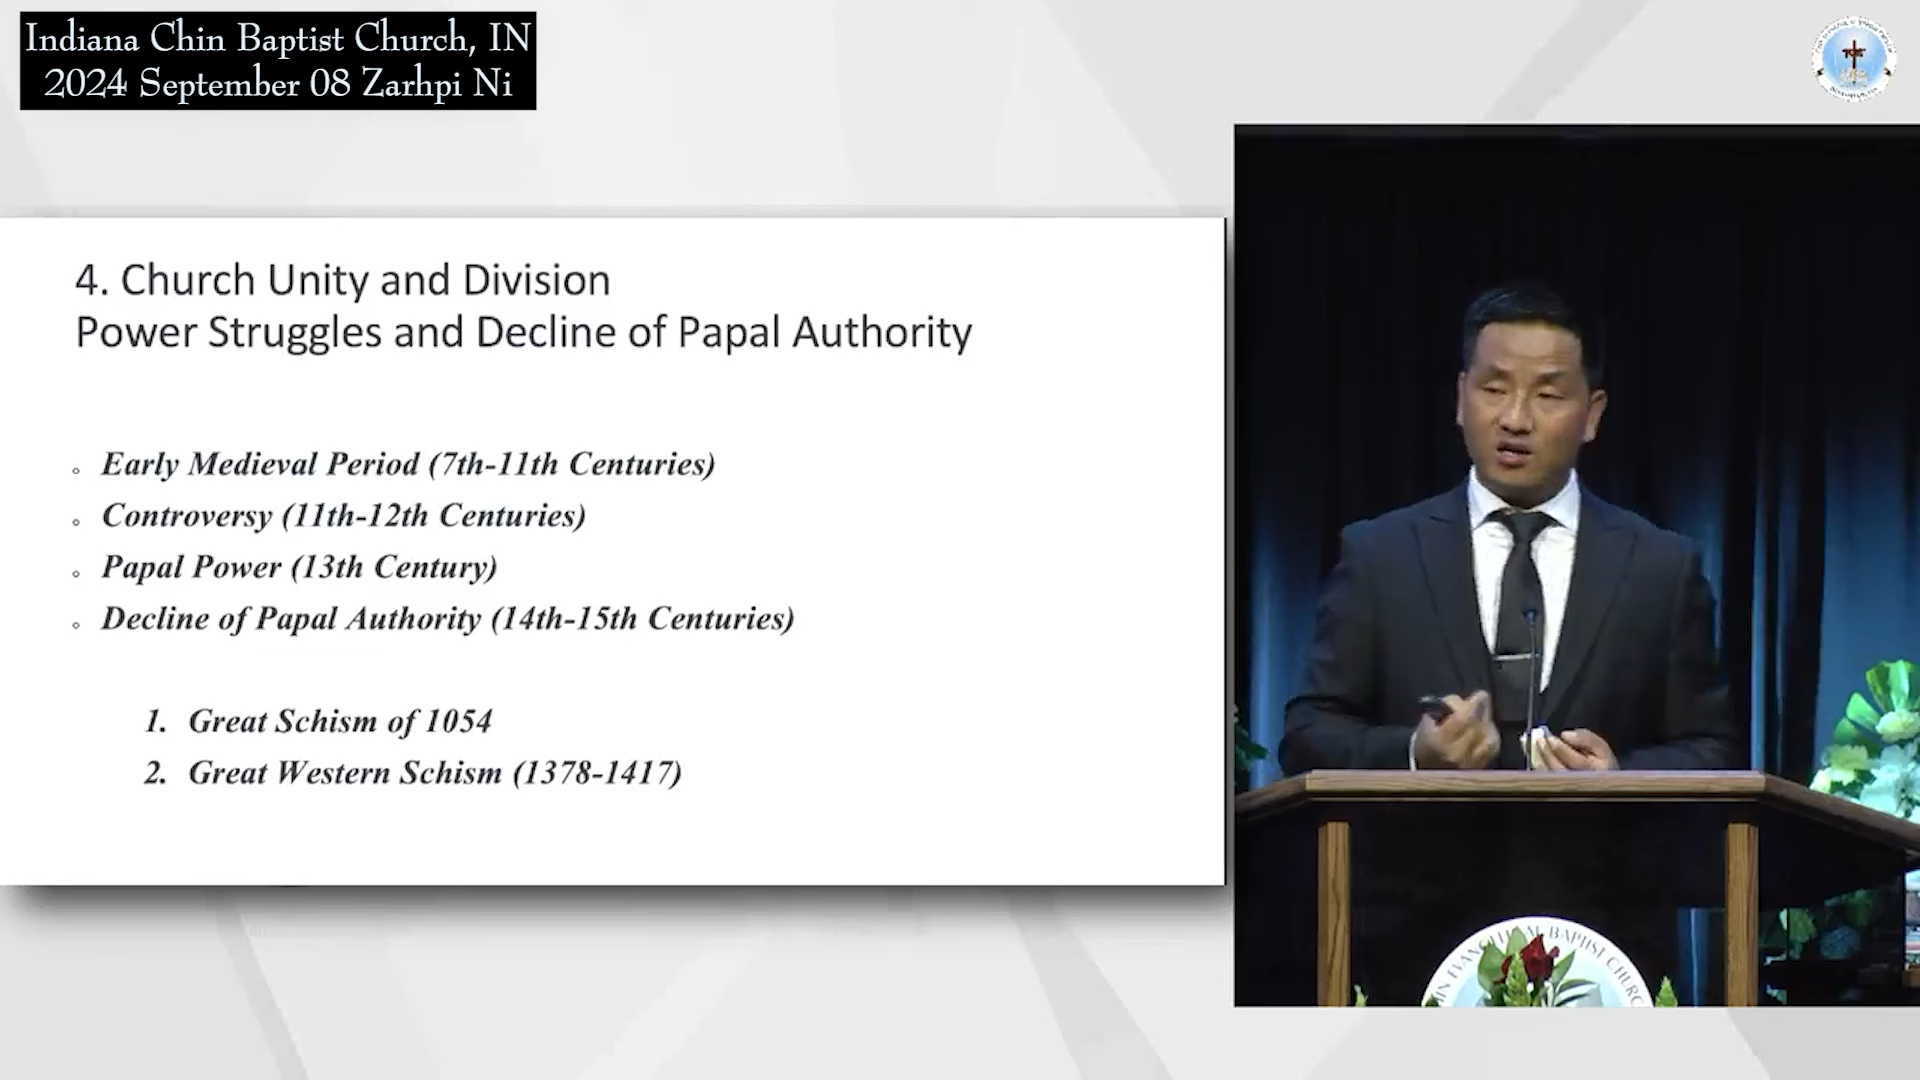 Indiana Chin Baptist Church, IN
2024 September 08 Zarhpi Ni
4. Church Unity and Division
Power Struggles and Decline of Papal Authority
Early Medieval Period (7th-11th Centuries)
Controversy (11th-12th Centuries)
Papal Power (13th Century)
Decline of Papal Authority (14th-15th Centuries)
1. Great Schism of 1054
2. Great Western Schism (1378-1417)
EVANGELICAL BAPTIST CHURCH